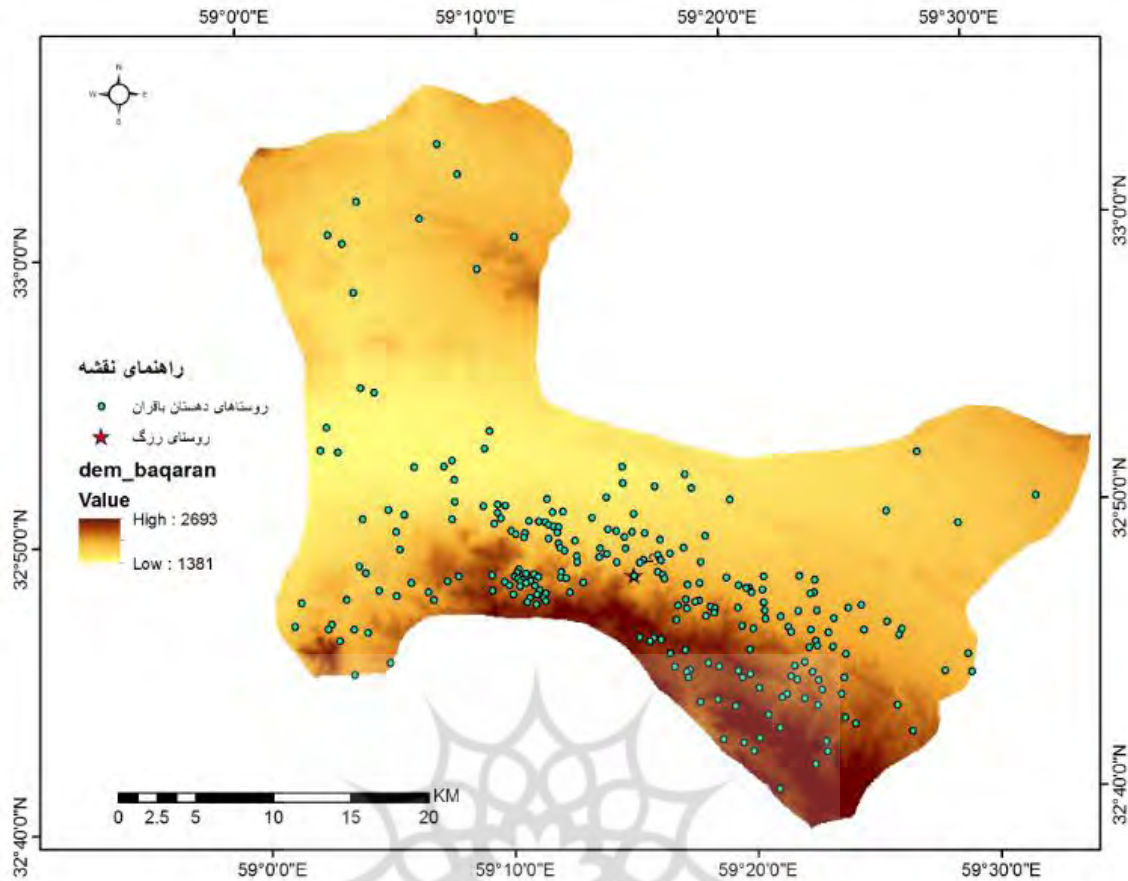 59°0'0"E 59°10'0"E 59°20'0"E 59°30'0"E
N
W E
S
33°0'0"N
33°0'0"N
راهنمای نقشه
روستاهای دهستان باقران
روستای رزگ
dem_baqaran
Value
High : 2693
Low : 1381
32°50'0"N
32°50'0"N
32°40'0"N
32°40'0"N
KM
0 2.5 5 10 15 20
59°0'0"E 59°10'0"E 59°20'0"E 59°30'0"E